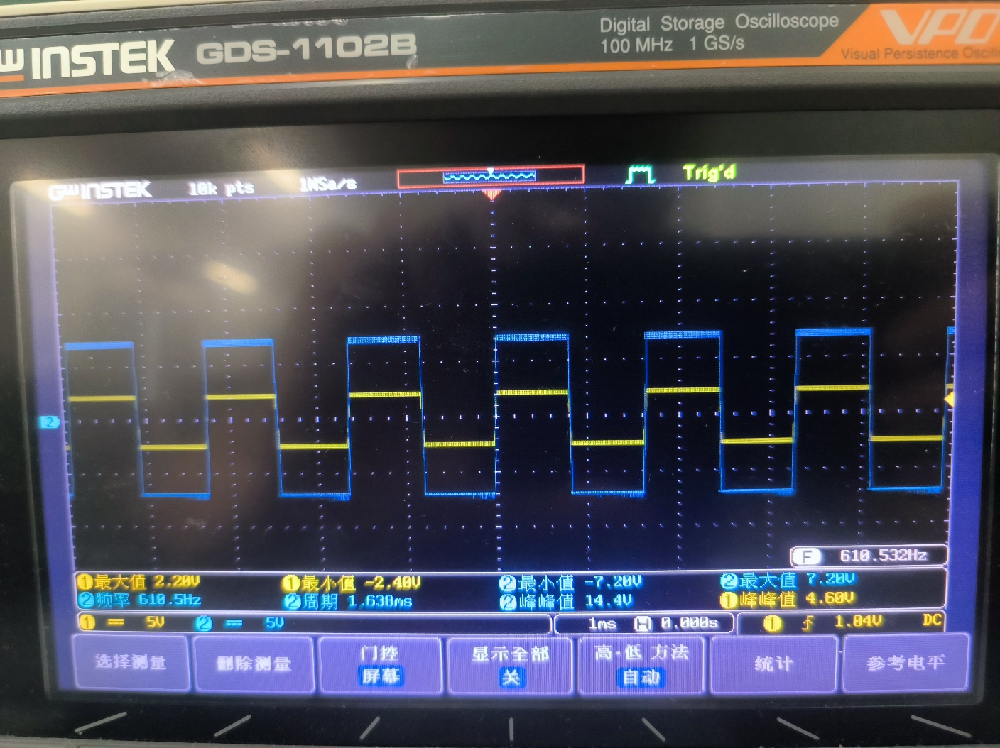 GW INSTEK GDS-1102B Digital Storage Oscilloscope
100 MHz 1 GS/s
VPO
Visual Persistence
GW INSTEK 10k pts 1MSa/s Trig'd
2
F 610.532Hz
1 最大值 2.20V 1 最小值 -2.40V 2 最小值 -7.20V 2 最大值 7.20V
2 频率 610.5Hz 2 周期 1.638ms 2 峰峰值 14.4V 1 峰峰值 4.60V
1 5V 2 5V 1ms H 0.000s 1 1.04V DC
选择测量 删除测量 门控 显示全部 高-低 方法 统计 参考电平
屏幕 关 自动